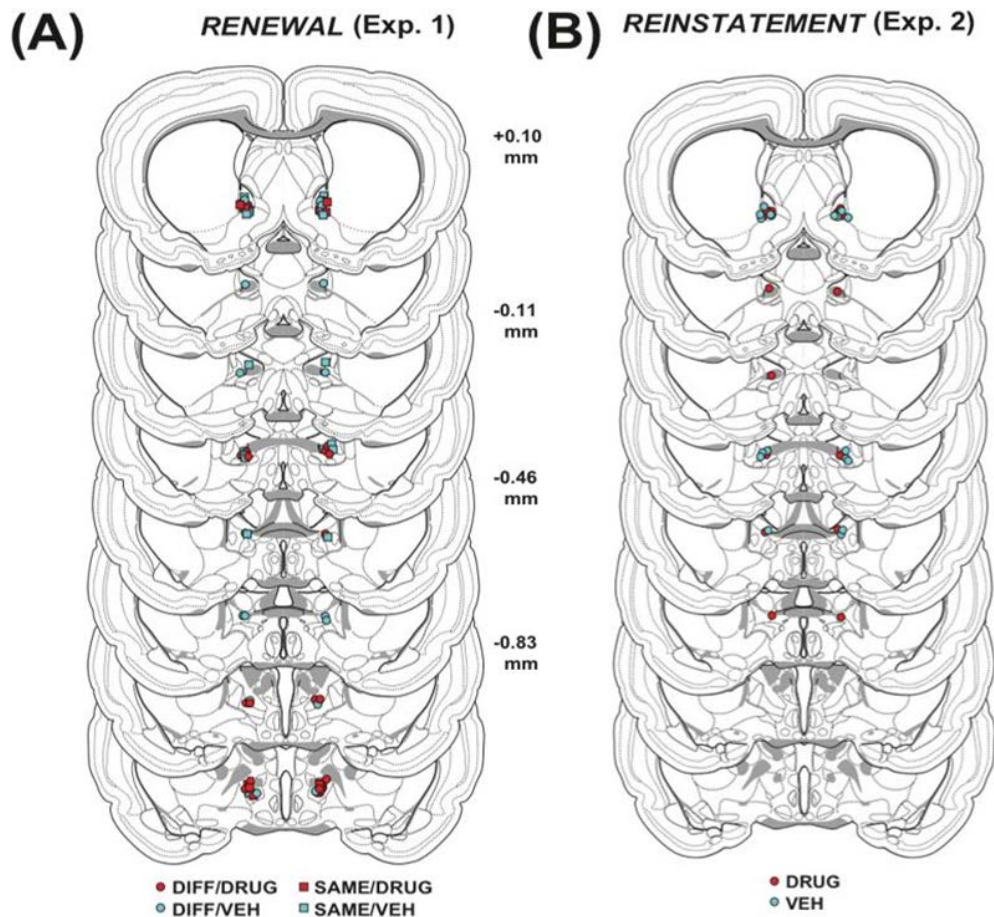 (A) RENEWAL (Exp. 1)
(B) REINSTATEMENT (Exp. 2)
+0.10
mm
-0.11
mm
-0.46
mm
-0.83
mm
DIFF/DRUG SAME/DRUG
DIFF/VEH SAME/VEH
DRUG
VEH